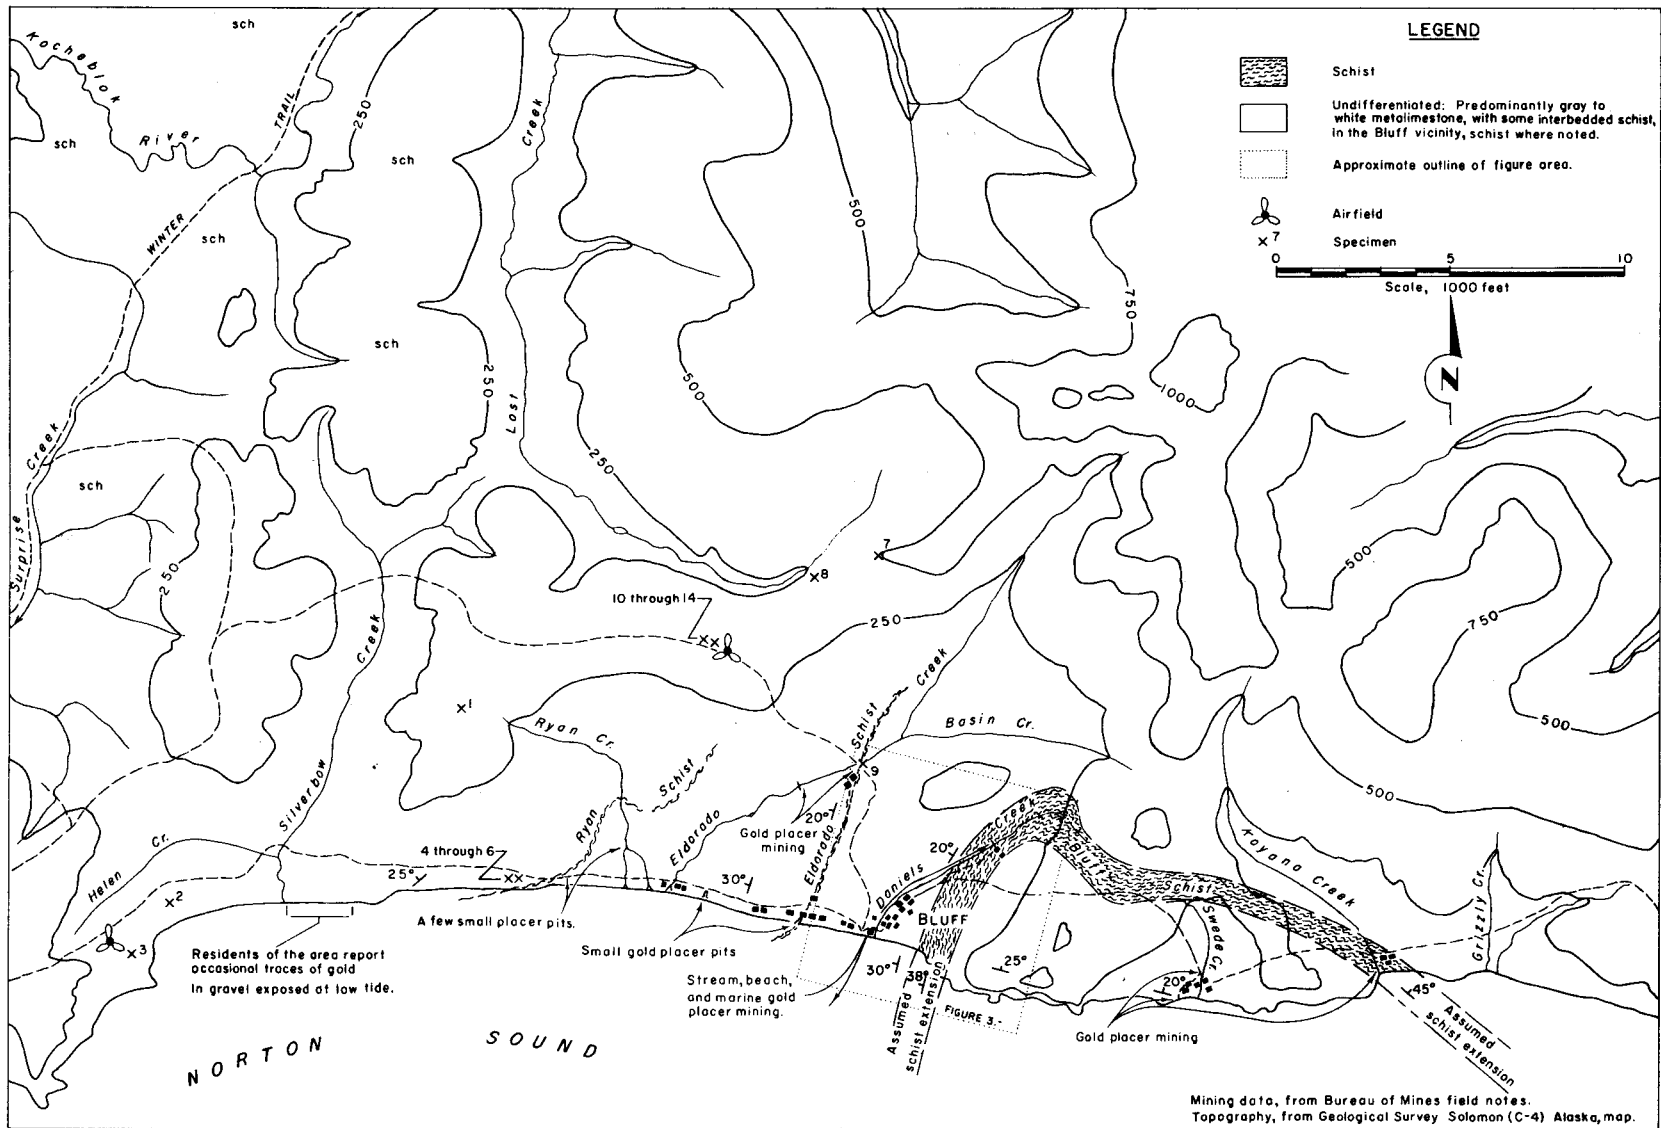 LEGEND
Schist
Undifferentiated: Predominantly gray to
white metalimestone, with some interbedded schist,
in the Bluff vicinity, schist where noted.
Approximate outline of figure area.
Airfield
×7 Specimen
0 5 10
Scale, 1000 feet
N
sch
Kocheblok
River
TRAIL
WINTER
sch
sch
sch
sch
sch
250
Creek
Lost
250
250
500
500
750
1000
500
750
500
500
250
Surprise
Creek
250
7
8
10 through 14
Silverbow
Creek
1
Ryan Cr.
Schist
Creek
Basin Cr.
9
Ryan
Schist
Eldorado
20°
Gold placer
mining
Eldorado
Helen
Cr.
2
3
25°
4 through 6
30°
20°
Daniels
Creek
BLUFF
Bluff
Schist
Koyana Creek
Swede Cr.
Grizzly Cr.
A few small placer pits.
Small gold placer pits
Residents of the area report
occasional traces of gold
in gravel exposed at low tide.
Stream, beach,
and marine gold
placer mining.
30°
38°
25°
20°
45°
FIGURE 3.-
Assumed
schist extension
Gold placer mining
Assumed
schist extension
NORTON SOUND
Mining data, from Bureau of Mines field notes.
Topography, from Geological Survey Solomon (C-4) Alaska, map.